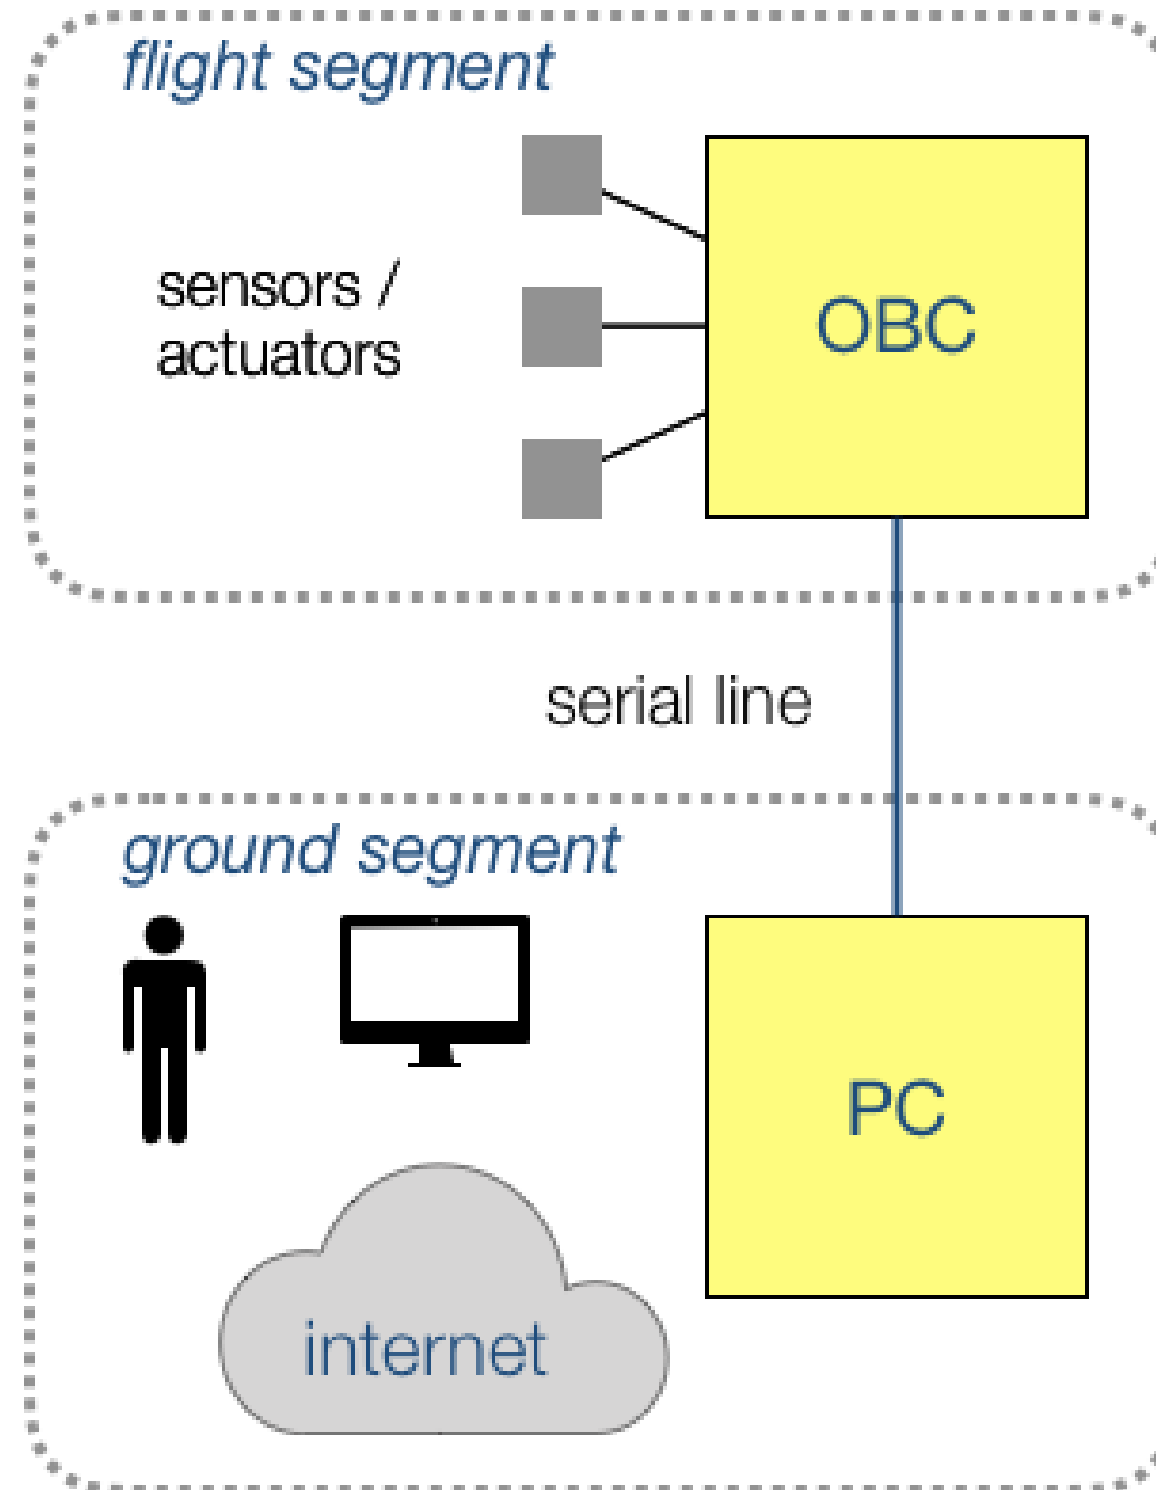 flight segment
sensors /
actuators
OBC
serial line
ground segment
PC
internet